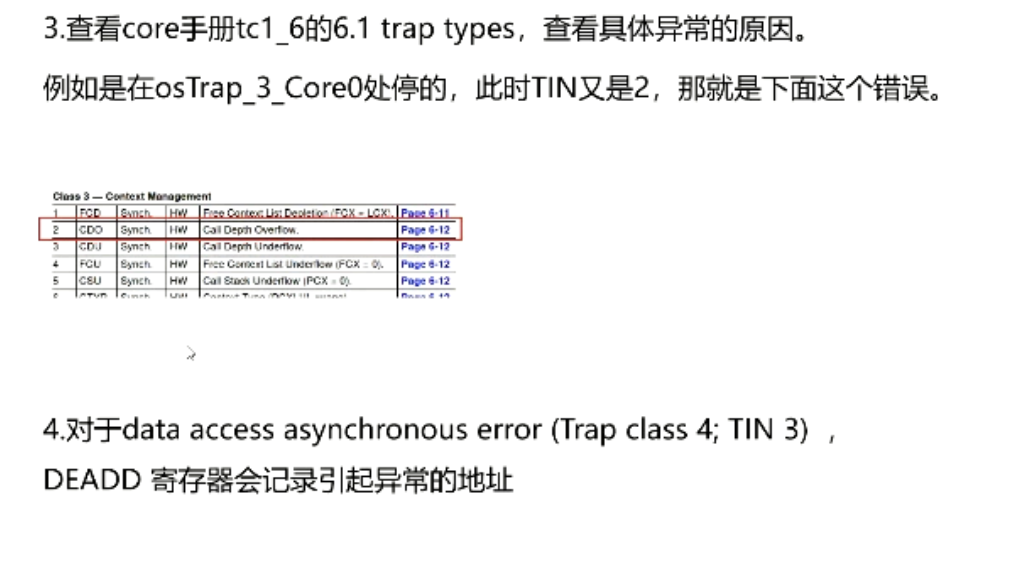 3.查看core手册tc1_6的6.1 trap types，查看具体异常的原因。
例如是在osTrap_3_Core0处停的，此时TIN又是2，那就是下面这个错误。
Class 3 — Context Management
1 FCD Synch. HW Free Context List Depletion (FCX = LCX). Page 6-11
2 CDO Synch. HW Call Depth Overflow. Page 6-12
3 CDU Synch. HW Call Depth Underflow. Page 6-12
4 FCU Synch. HW Free Context List Underflow (FCX = 0). Page 6-12
5 CSU Synch. HW Call Stack Underflow (PCX = 0). Page 6-12
4.对于data access asynchronous error (Trap class 4; TIN 3) ，
DEADD 寄存器会记录引起异常的地址